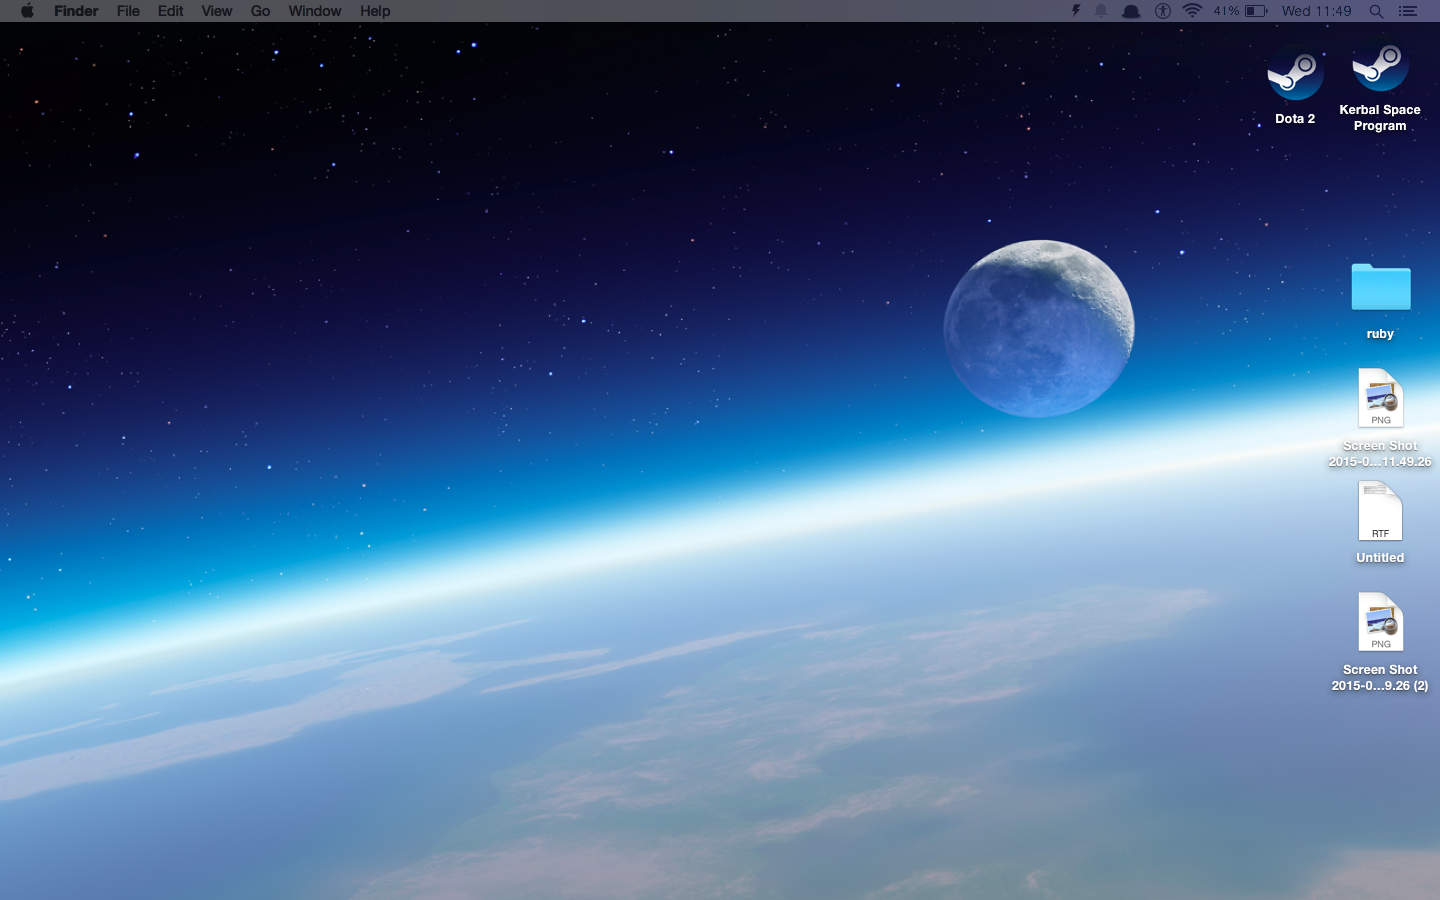 Finder File Edit View Go Window Help 41% Wed 11:49
Dota 2
Kerbal Space
Program
ruby
PNG
Screen Shot
2015-0...11.49.26
RTF
Untitled
PNG
Screen Shot
2015-0...9.26 (2)